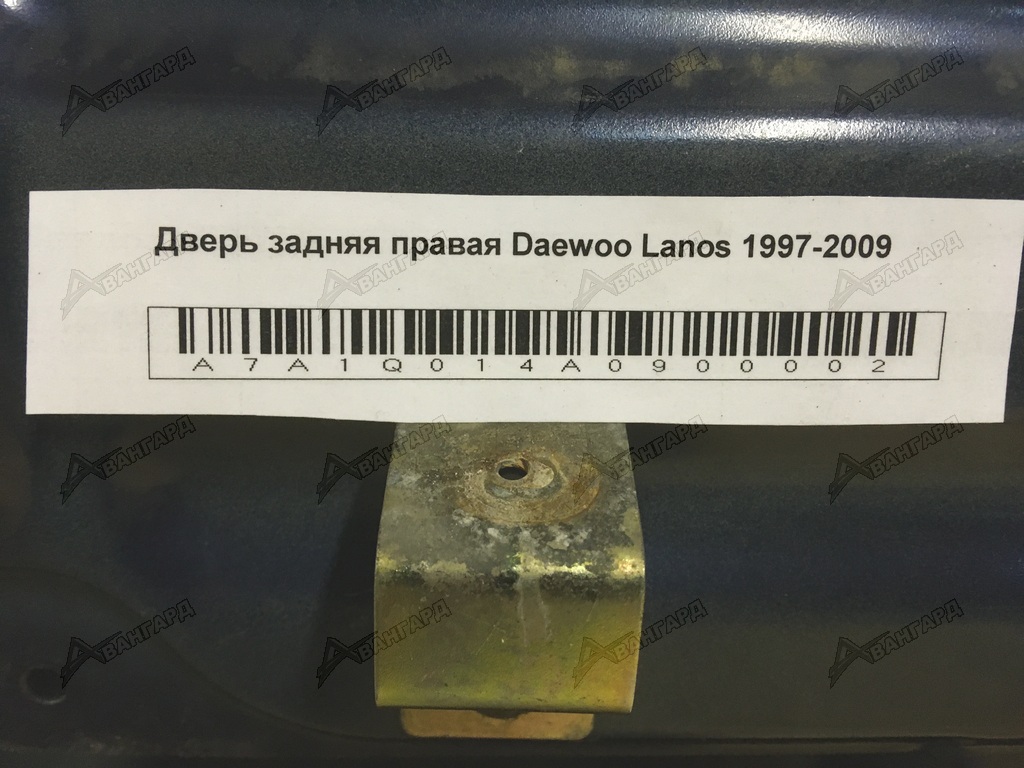 Дверь задняя правая Daewoo Lanos 1997-2009
A7A1Q014A0900002
АВАНГАРД